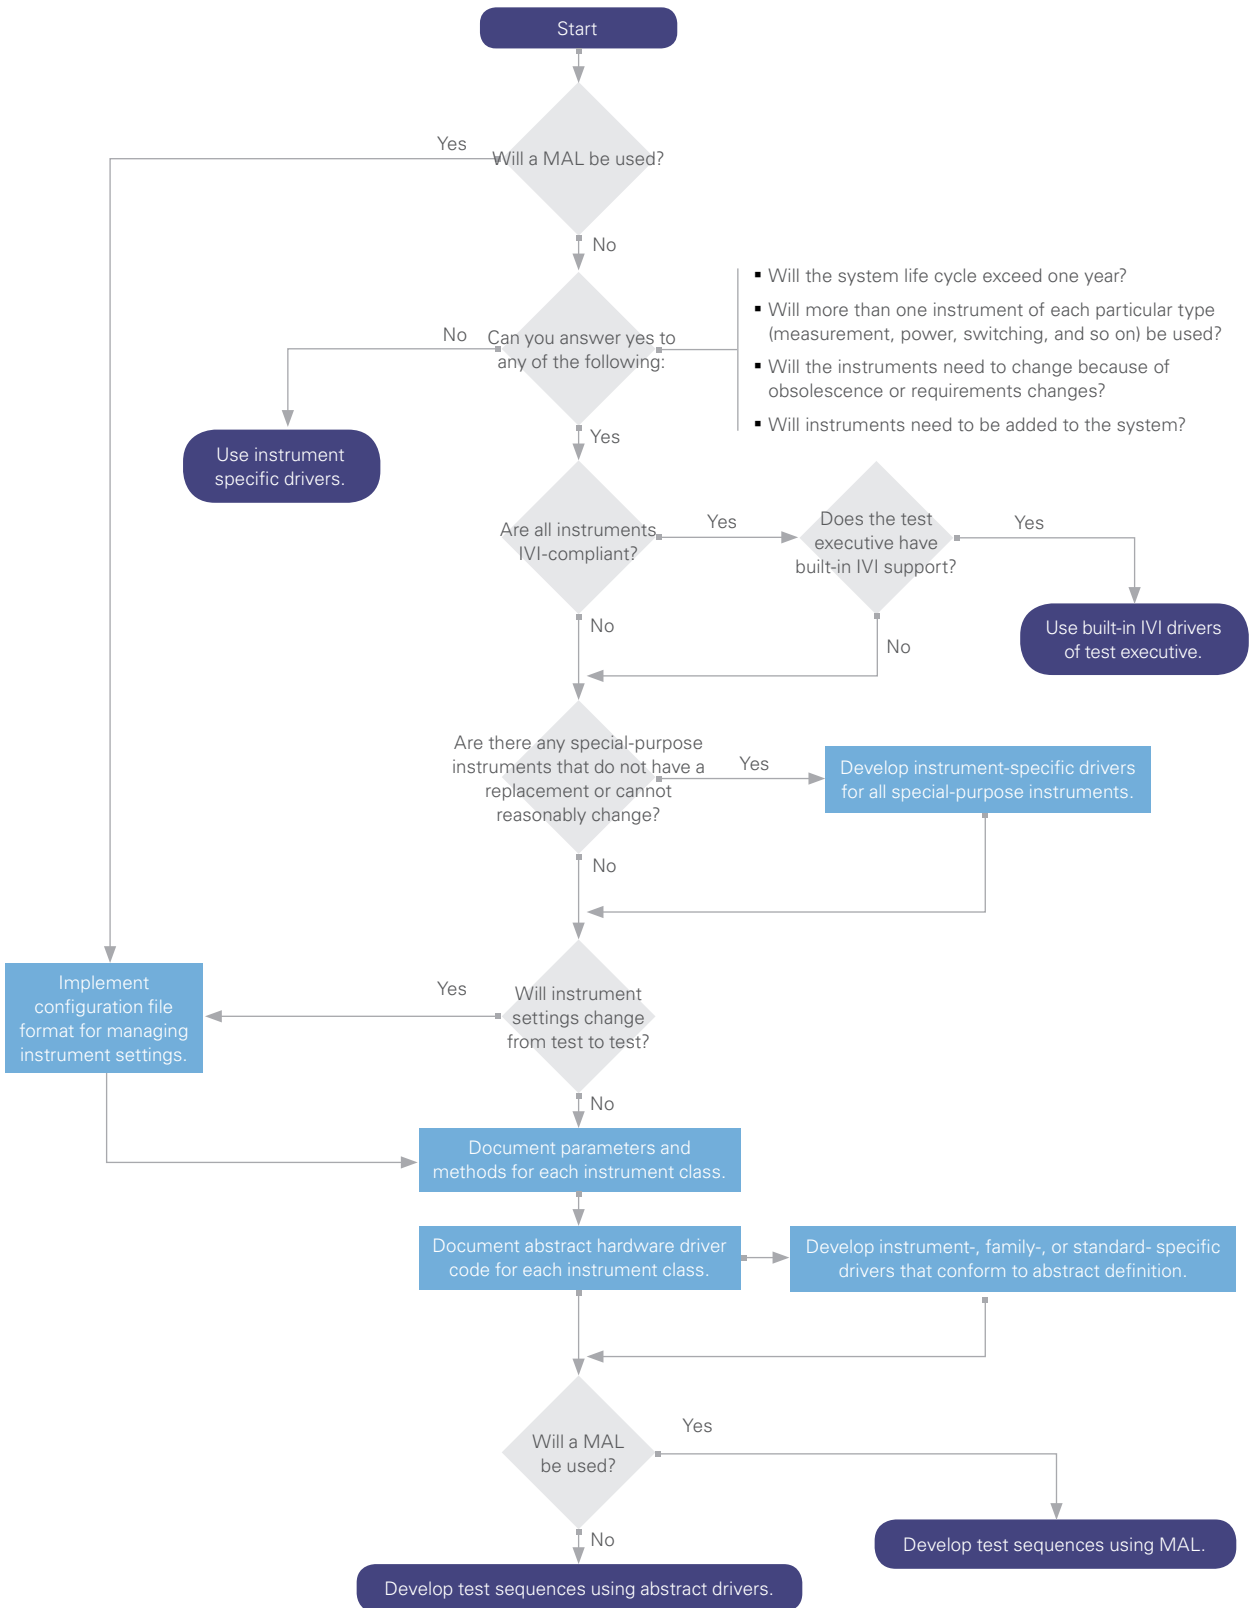 Start
Yes
Will a MAL be used?
No
Can you answer yes to
any of the following:
▪ Will the system life cycle exceed one year?
▪ Will more than one instrument of each particular type
(measurement, power, switching, and so on) be used?
▪ Will the instruments need to change because of
obsolescence or requirements changes?
▪ Will instruments need to be added to the system?
No
Yes
Use instrument
specific drivers.
Are all instruments
IVI-compliant?
Yes
Does the test
executive have
built-in IVI support?
Yes
No
No
Use built-in IVI drivers
of test executive.
Are there any special-purpose
instruments that do not have a
replacement or cannot
reasonably change?
Yes
Develop instrument-specific drivers
for all special-purpose instruments.
No
Implement
configuration file
format for managing
instrument settings.
Yes
Will instrument
settings change
from test to test?
No
Document parameters and
methods for each instrument class.
Document abstract hardware driver
code for each instrument class.
Develop instrument-, family-, or standard- specific
drivers that conform to abstract definition.
Will a MAL
be used?
Yes
No
Develop test sequences using MAL.
Develop test sequences using abstract drivers.